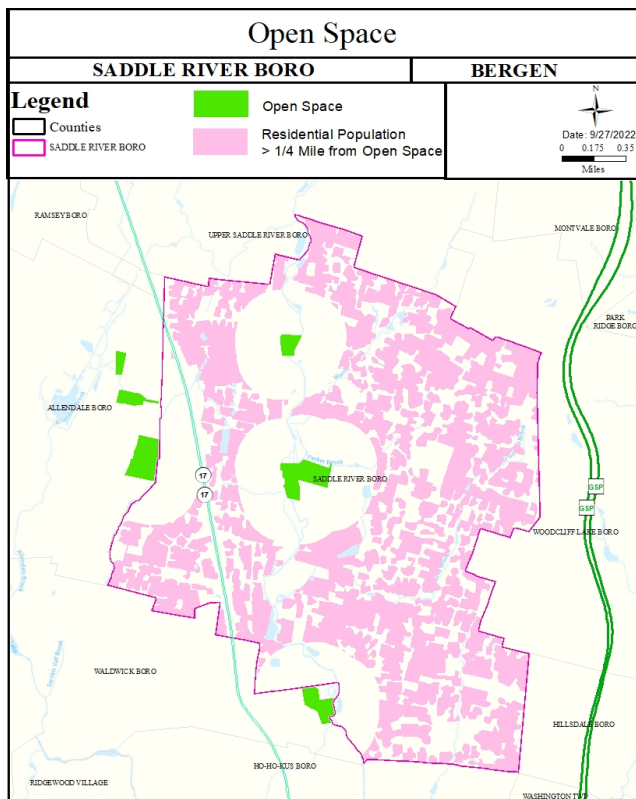 Open Space
SADDLE RIVER BORO
BERGEN
Legend
Counties
SADDLE RIVER BORO
Open Space
Residential Population
> 1/4 Mile from Open Space
N
Date: 9/27/2022
0 0.175 0.35
Miles
RAMSEY BORO
UPPER SADDLE RIVER BORO
MONTVALE BORO
PARK
RIDGE BORO
ALLENDALE BORO
SADDLE RIVER BORO
17
17
GSP
GSP
WOODCLIFF LAKE BORO
WALDWICK BORO
HILLSDALE BORO
HO-HO-KUS BORO
RIDGEWOOD VILLAGE
WASHINGTON TWP